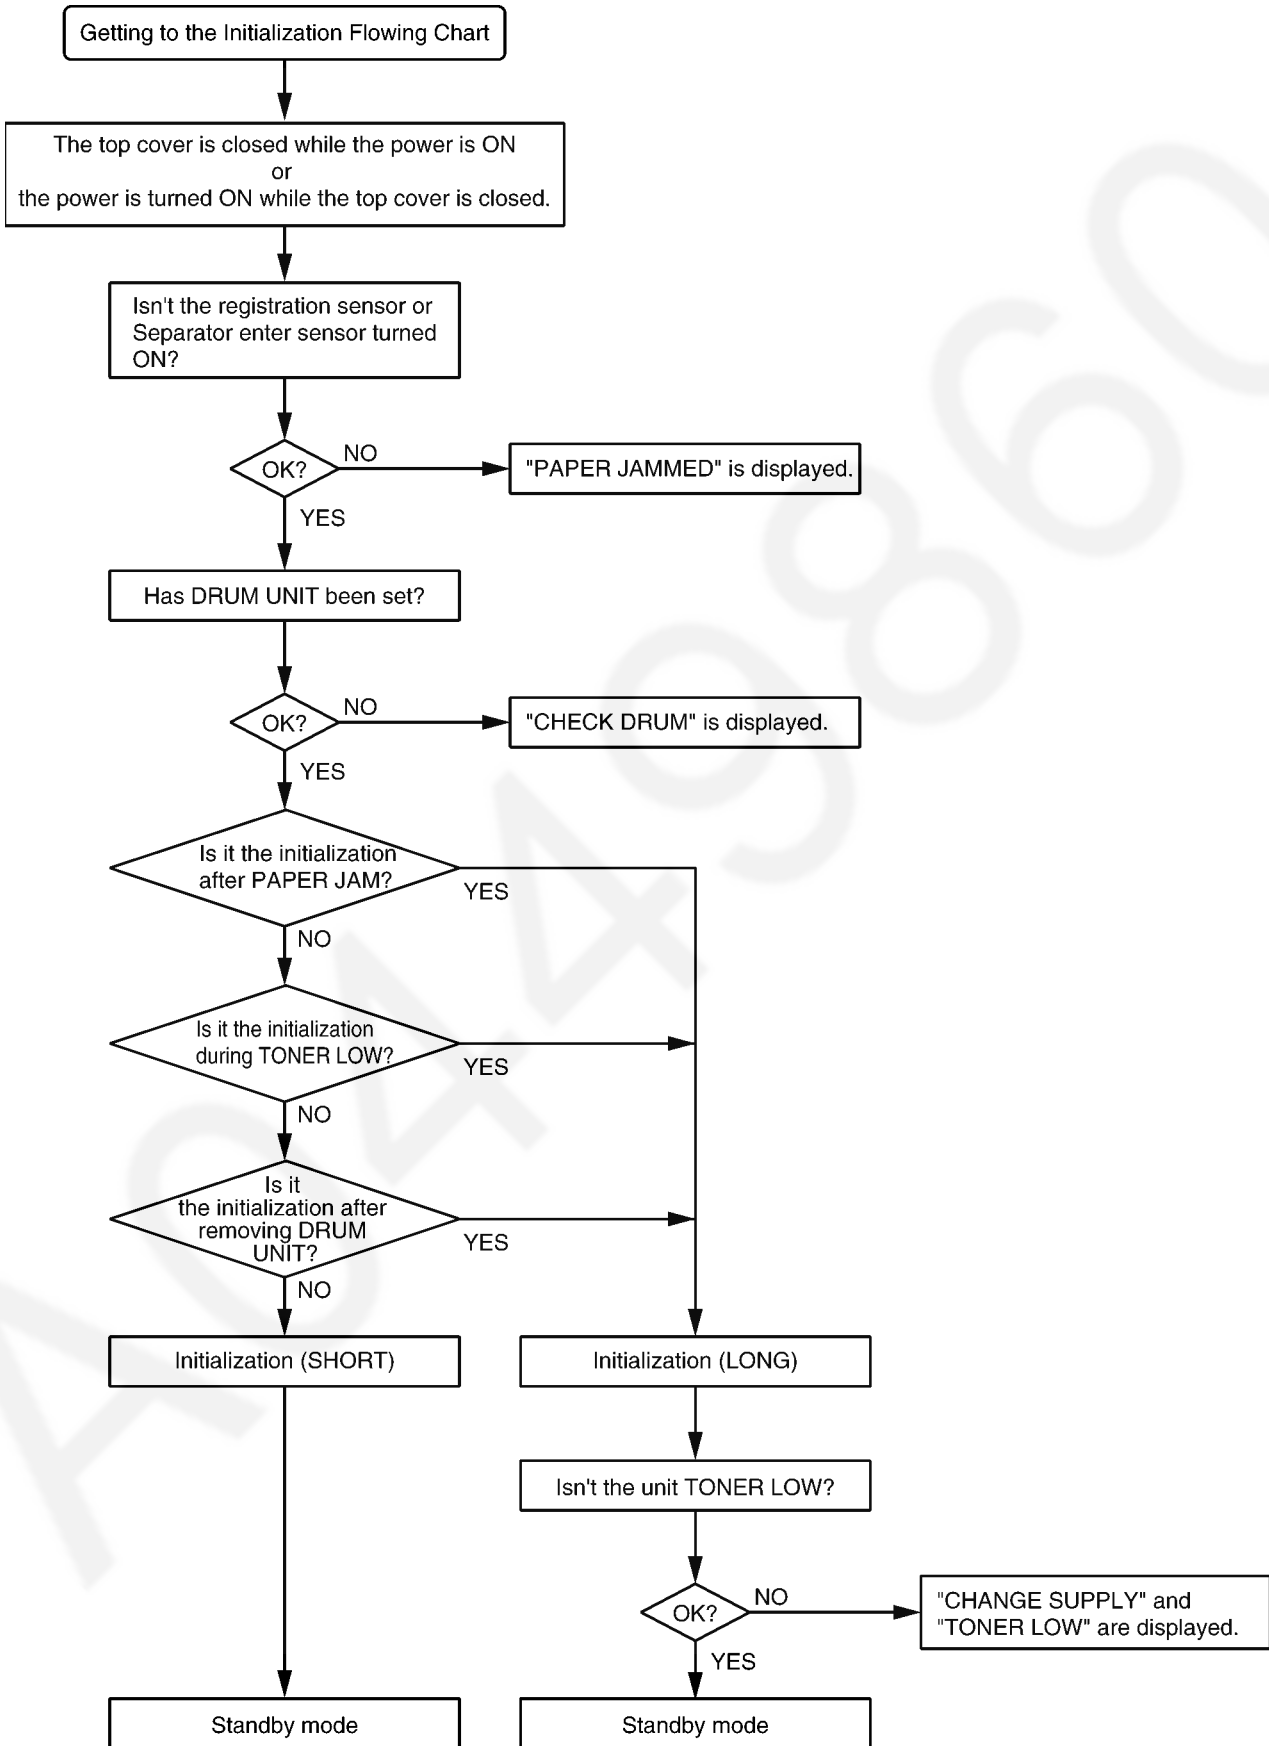 Getting to the Initialization Flowing Chart
The top cover is closed while the power is ON
or
the power is turned ON while the top cover is closed.
Isn't the registration sensor or
Separator enter sensor turned
ON?
OK?
NO
"PAPER JAMMED" is displayed.
YES
Has DRUM UNIT been set?
OK?
NO
"CHECK DRUM" is displayed.
YES
Is it the initialization
after PAPER JAM?
YES
NO
Is it the initialization
during TONER LOW?
YES
NO
Is it
the initialization after
removing DRUM
UNIT?
YES
NO
Initialization (SHORT)
Initialization (LONG)
Isn't the unit TONER LOW?
OK?
NO
"CHANGE SUPPLY" and
"TONER LOW" are displayed.
YES
Standby mode
Standby mode
A0449860